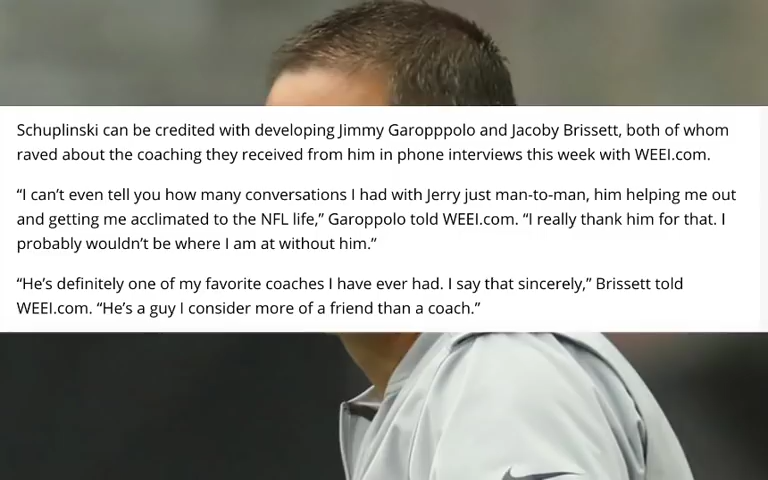 Schuplinski can be credited with developing Jimmy Garopppolo and Jacoby Brissett, both of whom
raved about the coaching they received from him in phone interviews this week with WEEI.com.
“I can’t even tell you how many conversations I had with Jerry just man-to-man, him helping me out
and getting me acclimated to the NFL life,” Garoppolo told WEEI.com. “I really thank him for that. I
probably wouldn’t be where I am at without him.”
“He’s definitely one of my favorite coaches I have ever had. I say that sincerely,” Brissett told
WEEI.com. “He’s a guy I consider more of a friend than a coach.”